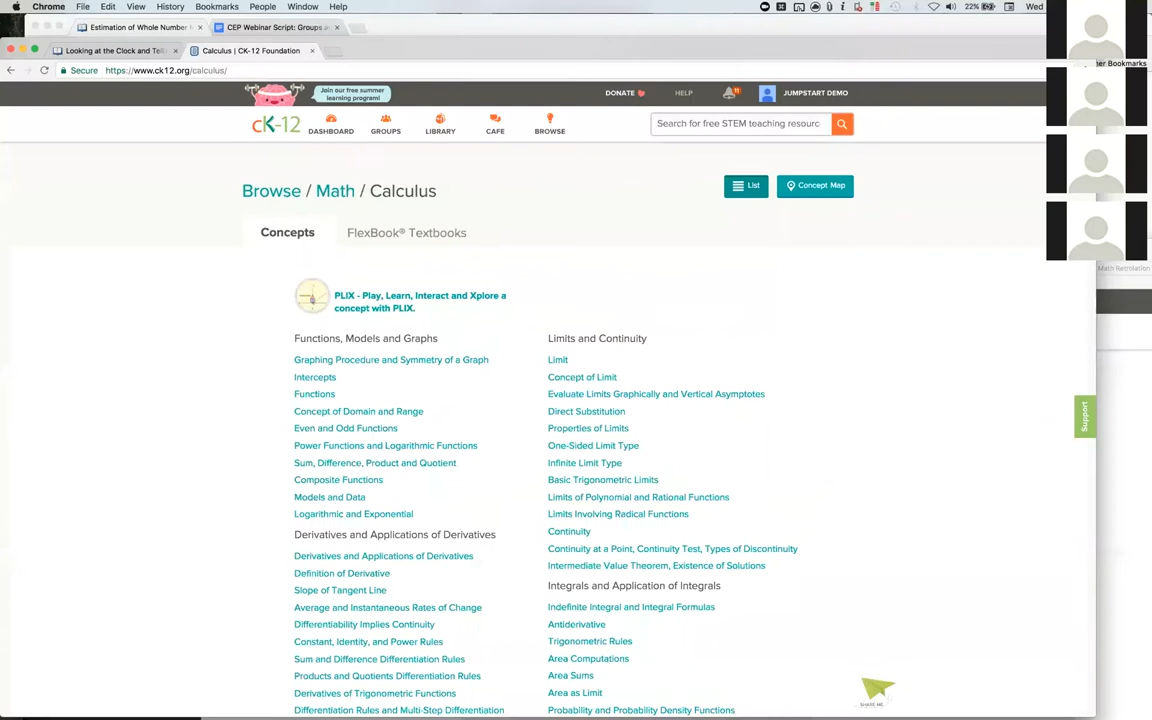 Chrome File Edit View History Bookmarks People Window Help
22% Wed
Estimation of Whole Number
CEP Webinar Script: Groups a
Looking at the Clock and Tell
Calculus | CK-12 Foundation
Secure https://www.ck12.org/calculus/
Bookmarks
Join our free summer
learning program!
DONATE HELP 11 JUMPSTART DEMO
cK-12 DASHBOARD GROUPS LIBRARY CAFE BROWSE
Search for free STEM teaching resourc
Browse / Math / Calculus
List
Concept Map
Concepts
FlexBook® Textbooks
Math Retrolation
PLIX - Play, Learn, Interact and Xplore a
concept with PLIX.
Functions, Models and Graphs
Graphing Procedure and Symmetry of a Graph
Intercepts
Functions
Concept of Domain and Range
Even and Odd Functions
Power Functions and Logarithmic Functions
Sum, Difference, Product and Quotient
Composite Functions
Models and Data
Logarithmic and Exponential
Derivatives and Applications of Derivatives
Derivatives and Applications of Derivatives
Definition of Derivative
Slope of Tangent Line
Average and Instantaneous Rates of Change
Differentiability Implies Continuity
Constant, Identity, and Power Rules
Sum and Difference Differentiation Rules
Products and Quotients Differentiation Rules
Derivatives of Trigonometric Functions
Differentiation Rules and Multi-Step Differentiation
Limits and Continuity
Limit
Concept of Limit
Evaluate Limits Graphically and Vertical Asymptotes
Direct Substitution
Properties of Limits
One-Sided Limit Type
Infinite Limit Type
Basic Trigonometric Limits
Limits of Polynomial and Rational Functions
Limits Involving Radical Functions
Continuity
Continuity at a Point, Continuity Test, Types of Discontinuity
Intermediate Value Theorem, Existence of Solutions
Integrals and Application of Integrals
Indefinite Integral and Integral Formulas
Antiderivative
Trigonometric Rules
Area Computations
Area Sums
Area as Limit
Probability and Probability Density Functions
Support
SHARE ME